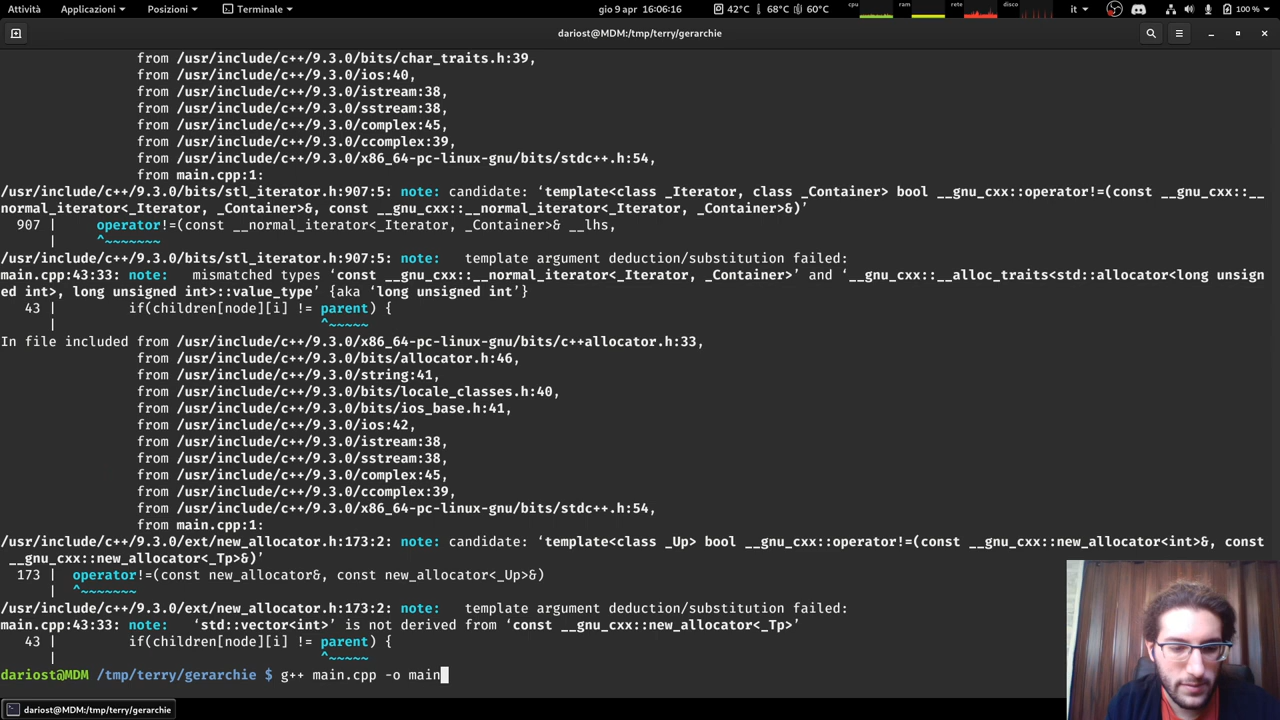 Attività
Applicazioni
Posizioni
Terminale
gio 9 apr  16:06:16
42°C
68°C
60°C
cpu
ram
rete
disco
it
100 %
dariost@MDM:/tmp/terry/gerarchie
                 from /usr/include/c++/9.3.0/bits/char_traits.h:39,
                 from /usr/include/c++/9.3.0/ios:40,
                 from /usr/include/c++/9.3.0/istream:38,
                 from /usr/include/c++/9.3.0/sstream:38,
                 from /usr/include/c++/9.3.0/complex:45,
                 from /usr/include/c++/9.3.0/ccomplex:39,
                 from /usr/include/c++/9.3.0/x86_64-pc-linux-gnu/bits/stdc++.h:54,
                 from main.cpp:1:
/usr/include/c++/9.3.0/bits/stl_iterator.h:907:5: note: candidate: ‘template<class _Iterator, class _Container> bool __gnu_cxx::operator!=(const __gnu_cxx::__
normal_iterator<_Iterator, _Container>&, const __gnu_cxx::__normal_iterator<_Iterator, _Container>&)’
  907 |     operator!=(const __normal_iterator<_Iterator, _Container>& __lhs,
      |     ^~~~~~~~
/usr/include/c++/9.3.0/bits/stl_iterator.h:907:5: note:   template argument deduction/substitution failed:
main.cpp:43:33: note:   mismatched types ‘const __gnu_cxx::__normal_iterator<_Iterator, _Container>’ and ‘__gnu_cxx::__alloc_traits<std::allocator<long unsign
ed int>, long unsigned int>::value_type’ {aka ‘long unsigned int’}
   43 |         if(children[node][i] != parent) {
      |                                 ^~~~~~
In file included from /usr/include/c++/9.3.0/x86_64-pc-linux-gnu/bits/c++allocator.h:33,
                 from /usr/include/c++/9.3.0/bits/allocator.h:46,
                 from /usr/include/c++/9.3.0/string:41,
                 from /usr/include/c++/9.3.0/bits/locale_classes.h:40,
                 from /usr/include/c++/9.3.0/bits/ios_base.h:41,
                 from /usr/include/c++/9.3.0/ios:42,
                 from /usr/include/c++/9.3.0/istream:38,
                 from /usr/include/c++/9.3.0/sstream:38,
                 from /usr/include/c++/9.3.0/complex:45,
                 from /usr/include/c++/9.3.0/ccomplex:39,
                 from /usr/include/c++/9.3.0/x86_64-pc-linux-gnu/bits/stdc++.h:54,
                 from main.cpp:1:
/usr/include/c++/9.3.0/ext/new_allocator.h:173:2: note: candidate: ‘template<class _Up> bool __gnu_cxx::operator!=(const __gnu_cxx::new_allocator<int>&, const
 __gnu_cxx::new_allocator<_Tp>&)’
  173 |  operator!=(const new_allocator&, const new_allocator<_Up>&)
      |  ^~~~~~~~
/usr/include/c++/9.3.0/ext/new_allocator.h:173:2: note:   template argument deduction/substitution failed:
main.cpp:43:33: note:   ‘std::vector<int>’ is not derived from ‘const __gnu_cxx::new_allocator<_Tp>’
   43 |         if(children[node][i] != parent) {
      |                                 ^~~~~~
dariost@MDM /tmp/terry/gerarchie $ g++ main.cpp -o main
dariost@MDM:/tmp/terry/gerarchie